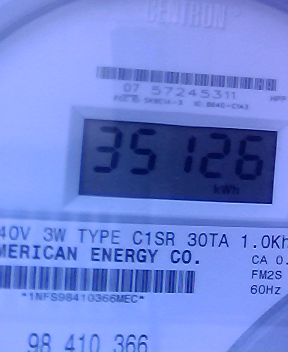 CENTRON®
07 57245311
35126
kWh
40V 3W TYPE C1SR 30TA 1.0Kh
MERICAN ENERGY CO.
CA 0.
FM2S
60Hz
*1NFS98410366MEC*
98 410 366